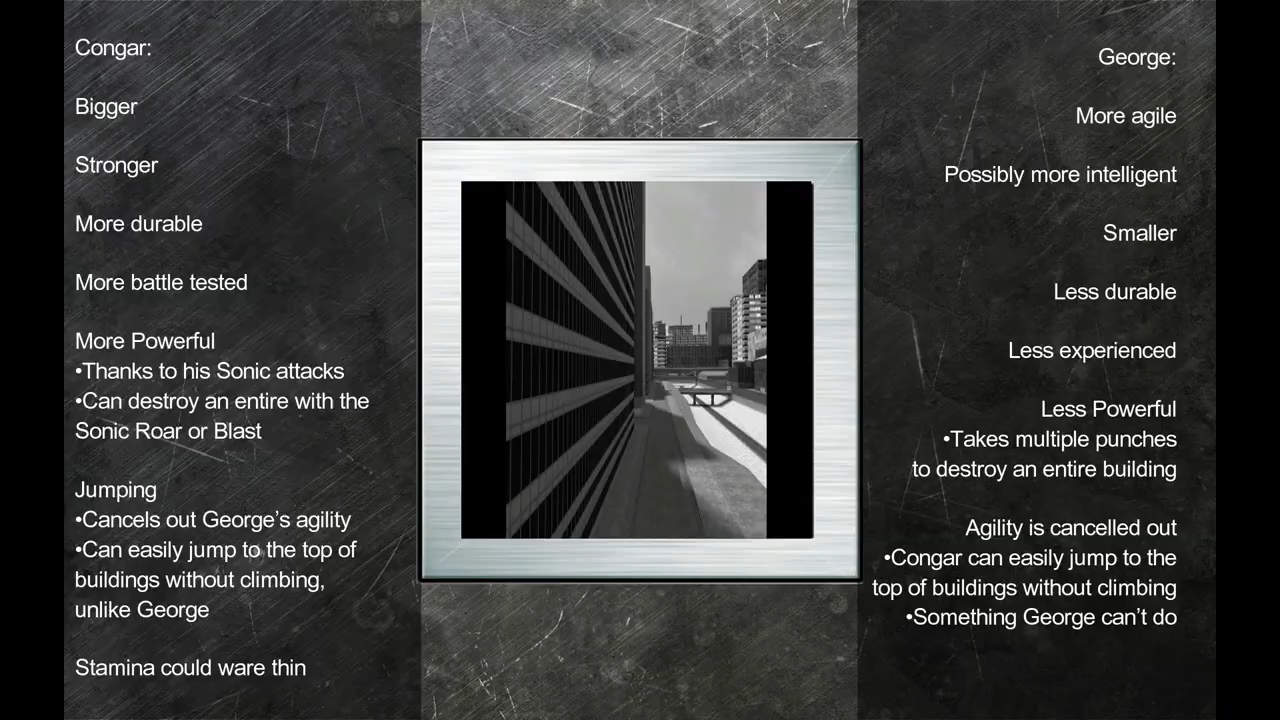 Congar:
Bigger
Stronger
More durable
More battle tested
More Powerful
•Thanks to his Sonic attacks
•Can destroy an entire with the
Sonic Roar or Blast
Jumping
•Cancels out George’s agility
•Can easily jump to the top of
buildings without climbing,
unlike George
Stamina could ware thin
George:
More agile
Possibly more intelligent
Smaller
Less durable
Less experienced
Less Powerful
•Takes multiple punches
to destroy an entire building
Agility is cancelled out
•Congar can easily jump to the
top of buildings without climbing
•Something George can’t do